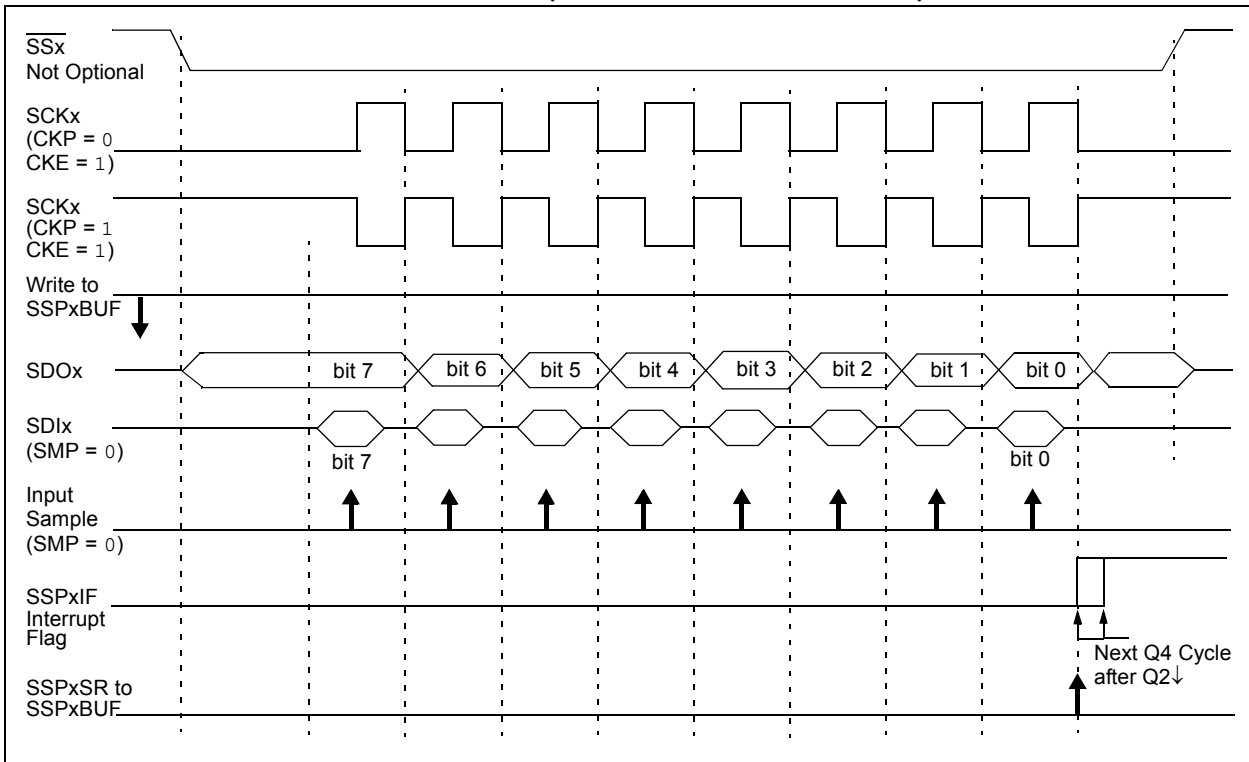 SSx
Not Optional
SCKx
(CKP = 0
CKE = 1)
SCKx
(CKP = 1
CKE = 1)
Write to
SSPxBUF
SDOx
bit 7
bit 6
bit 5
bit 4
bit 3
bit 2
bit 1
bit 0
SDIx
(SMP = 0)
bit 7
bit 0
Input
Sample
(SMP = 0)
SSPxIF
Interrupt
Flag
Next Q4 Cycle
after Q2↓
SSPxSR to
SSPxBUF